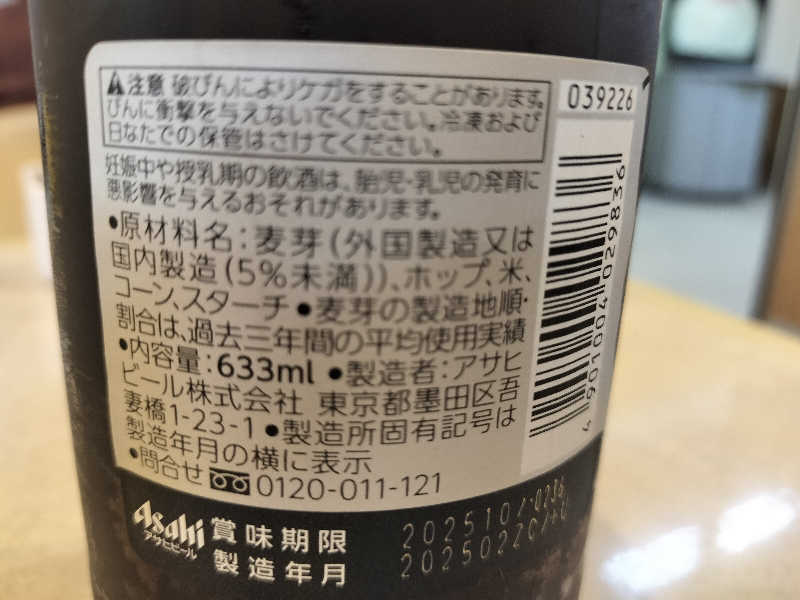 ⚠注意 破びんによりケガをすることがあります。
びんに衝撃を与えないでください。冷凍および
日なたでの保管はさけてください。
妊娠中や授乳期の飲酒は、胎児・乳児の発育に
悪影響を与えるおそれがあります。
●原材料名：麦芽（外国製造又は
国内製造（5％未満））、ホップ、米、
コーン、スターチ ●麦芽の製造地順・
割合は、過去三年間の平均使用実績
●内容量：633ml ●製造者：アサヒ
ビール株式会社 東京都墨田区吾
妻橋1-23-1 ●製造所固有記号は
製造年月の横に表示
●問合せ 0120-011-121
039226
4 901004 029836
Asahi
アサヒビール
賞味期限 202510/
製造年月 202502